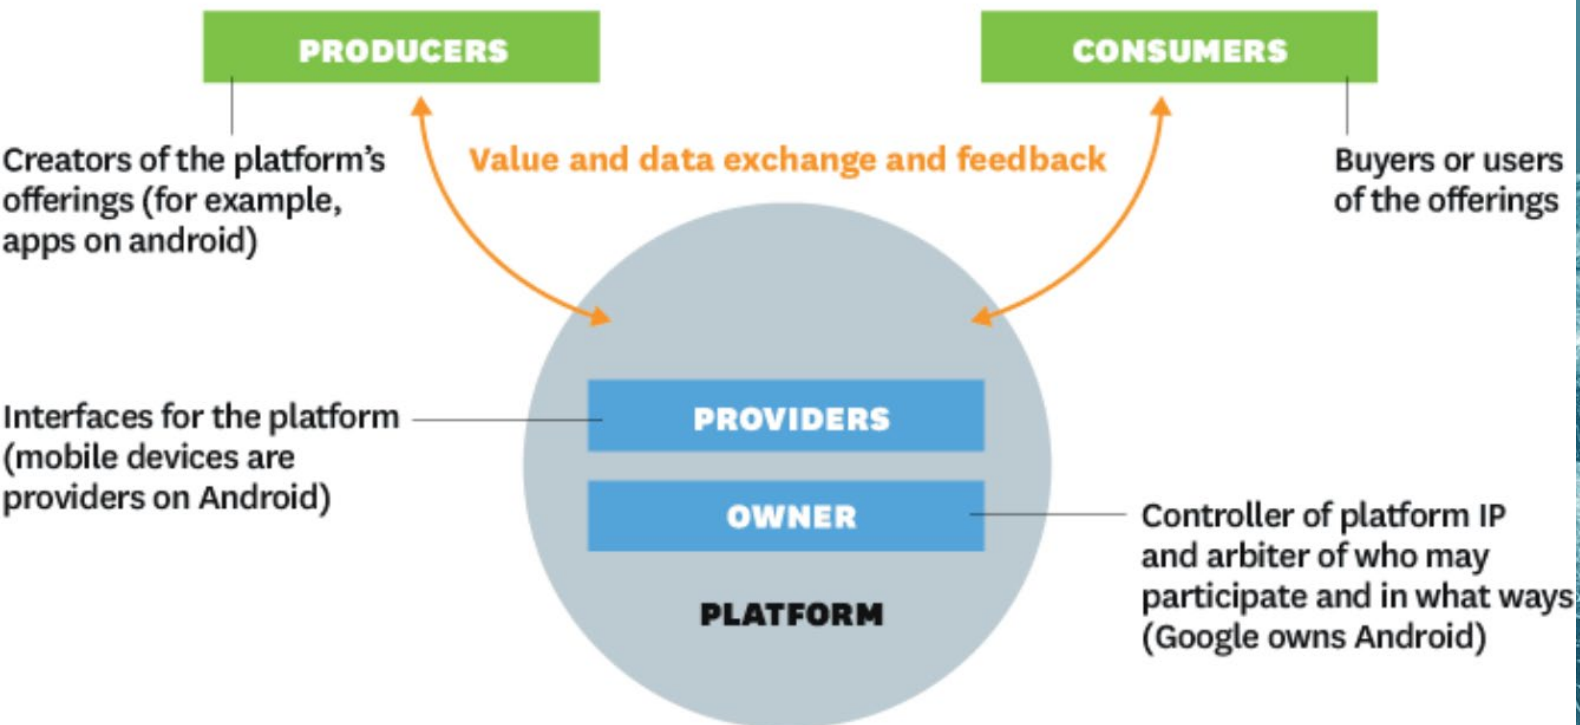 PRODUCERS
CONSUMERS
Creators of the platform’s
offerings (for example,
apps on android)
Value and data exchange and feedback
Buyers or users
of the offerings
Interfaces for the platform
(mobile devices are
providers on Android)
PROVIDERS
OWNER
PLATFORM
Controller of platform IP
and arbiter of who may
participate and in what ways
(Google owns Android)